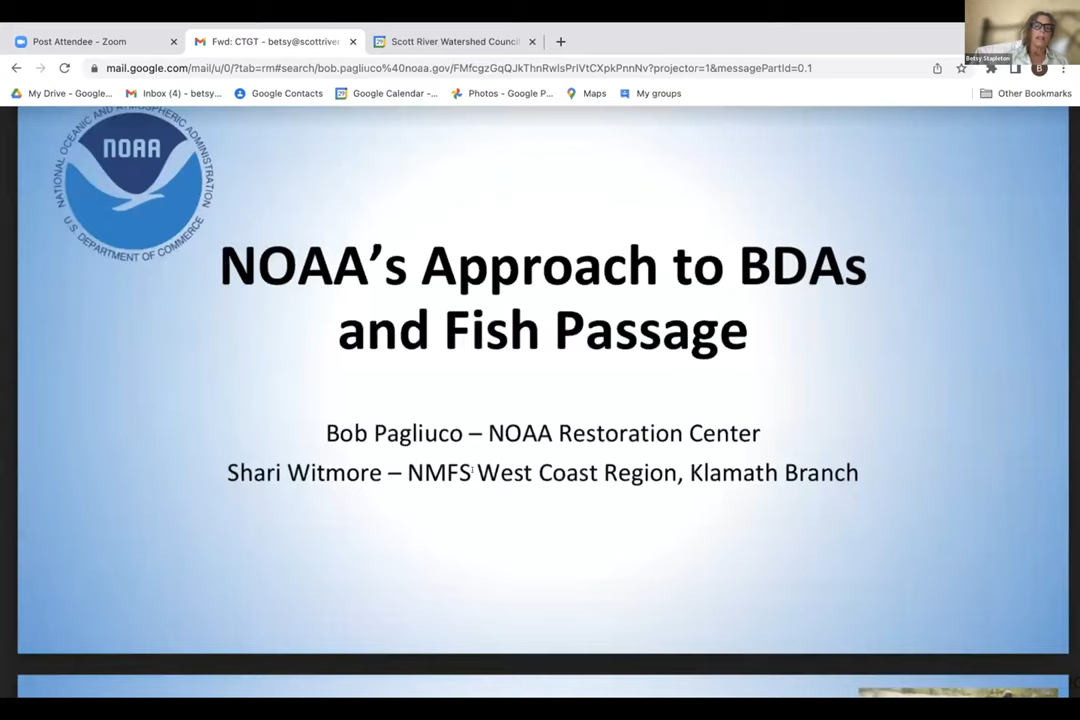 Post Attendee - Zoom
Fwd: CTGT - betsy@scottriver
Scott River Watershed Council
mail.google.com/mail/u/0/?tab=rm#search/bob.pagliuco%40noaa.gov/FMfcgzGqQJkThnRwlsPrlVtCXpkPnnNv?projector=1&messagePartId=0.1
Betsy Stapleton
B
My Drive - Google...
Inbox (4) - betsy...
Google Contacts
Google Calendar -...
Photos - Google P...
Maps
My groups
Other Bookmarks
NATIONAL OCEANIC AND ATMOSPHERIC ADMINISTRATION
NOAA
U.S. DEPARTMENT OF COMMERCE
NOAA’s Approach to BDAs
and Fish Passage
Bob Pagliuco – NOAA Restoration Center
Shari Witmore – NMFS West Coast Region, Klamath Branch